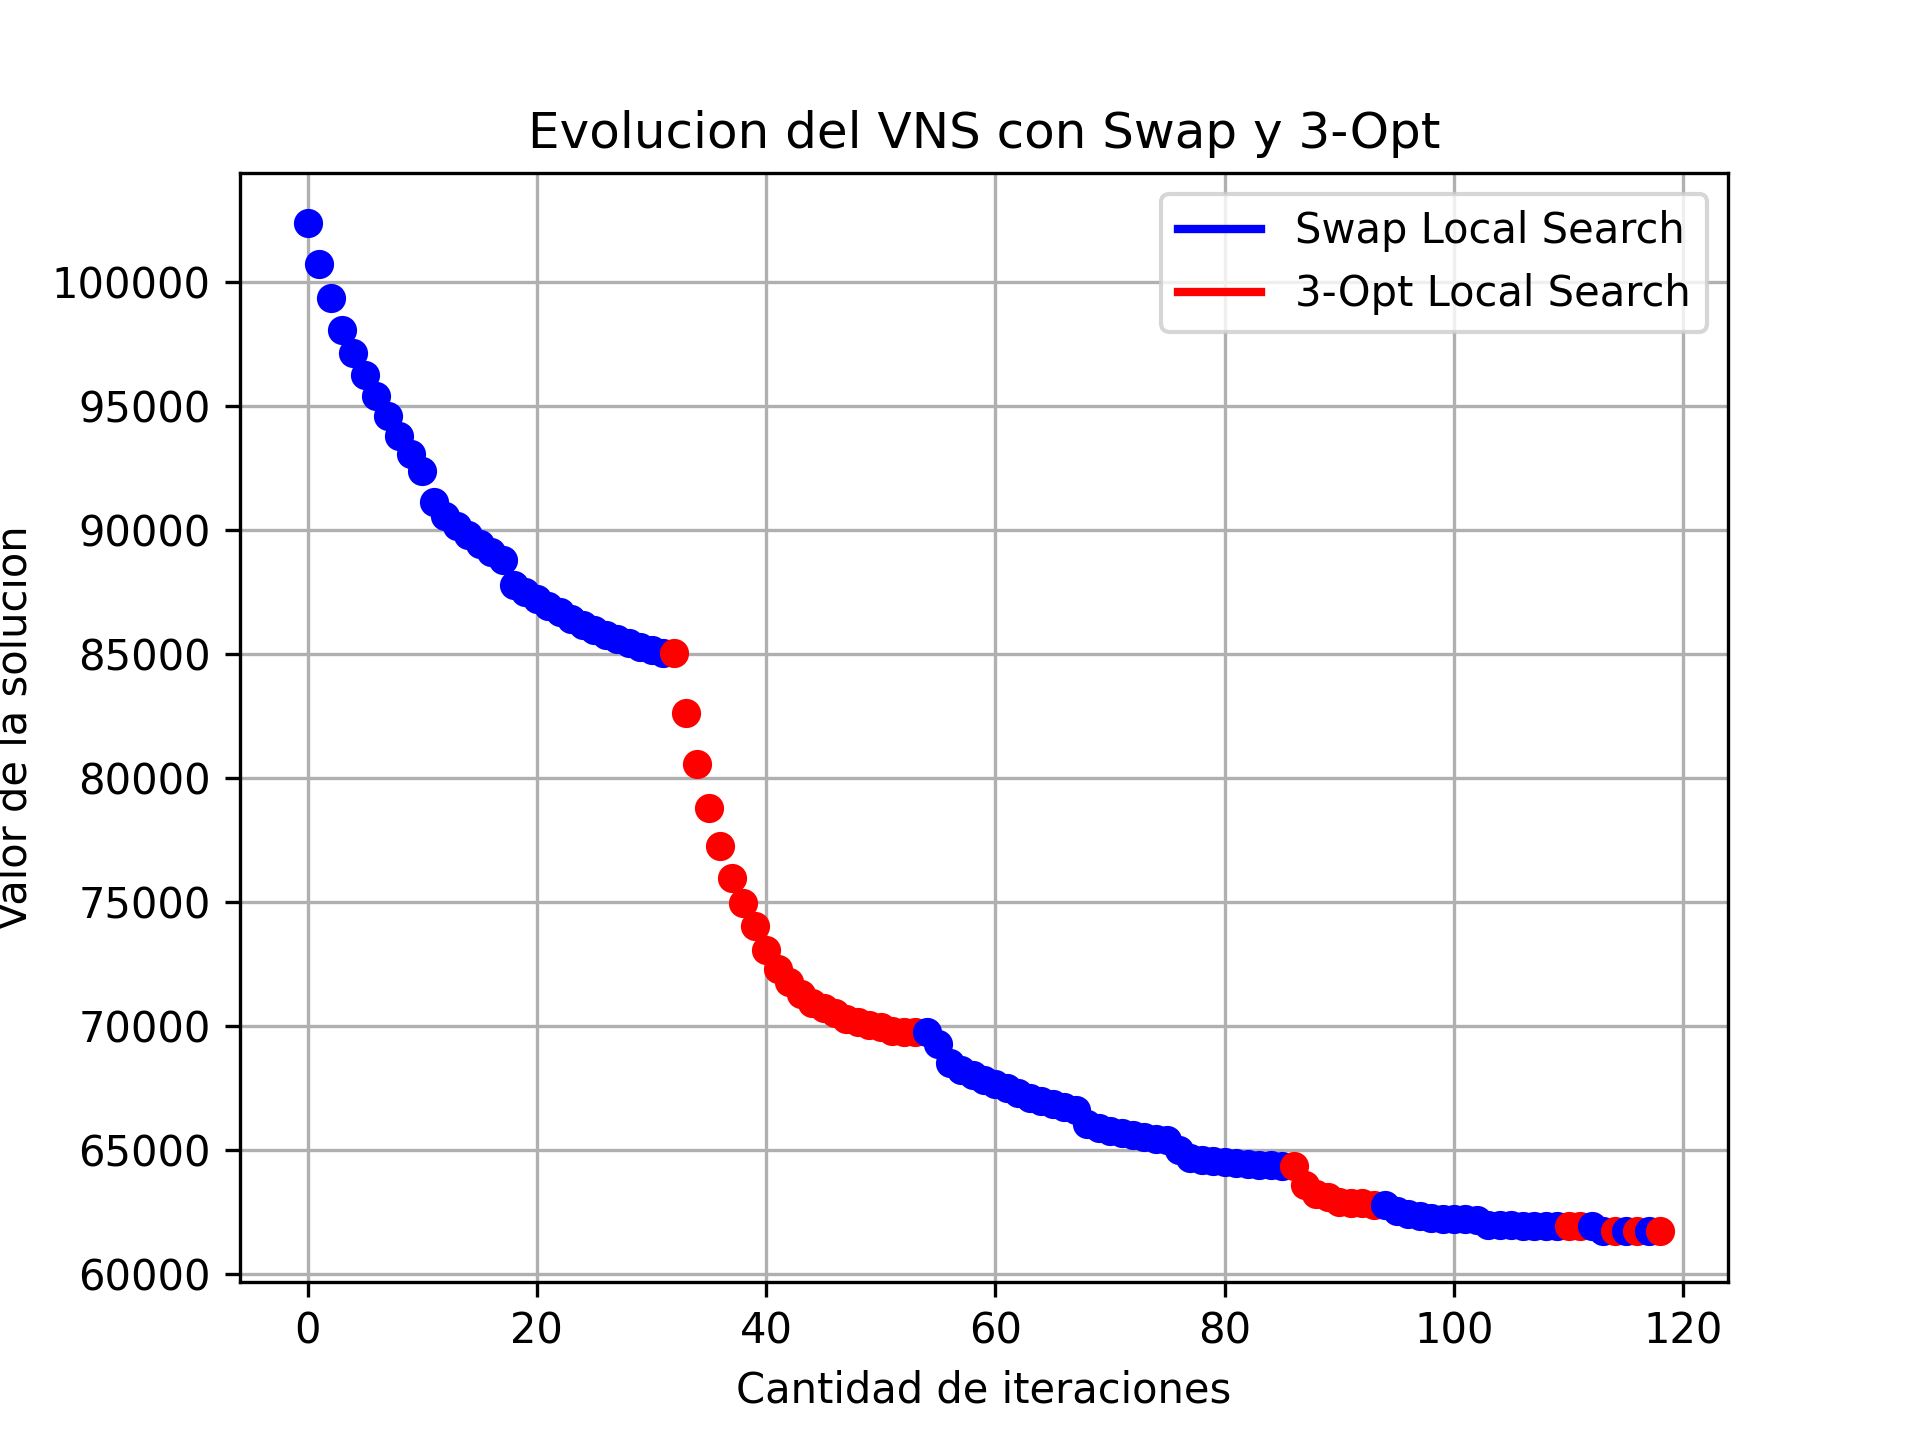 Evolucion del VNS con Swap y 3-Opt
Swap Local Search
3-Opt Local Search
Valor de la solucion
100000
95000
90000
85000
80000
75000
70000
65000
60000
0 20 40 60 80 100 120
Cantidad de iteraciones